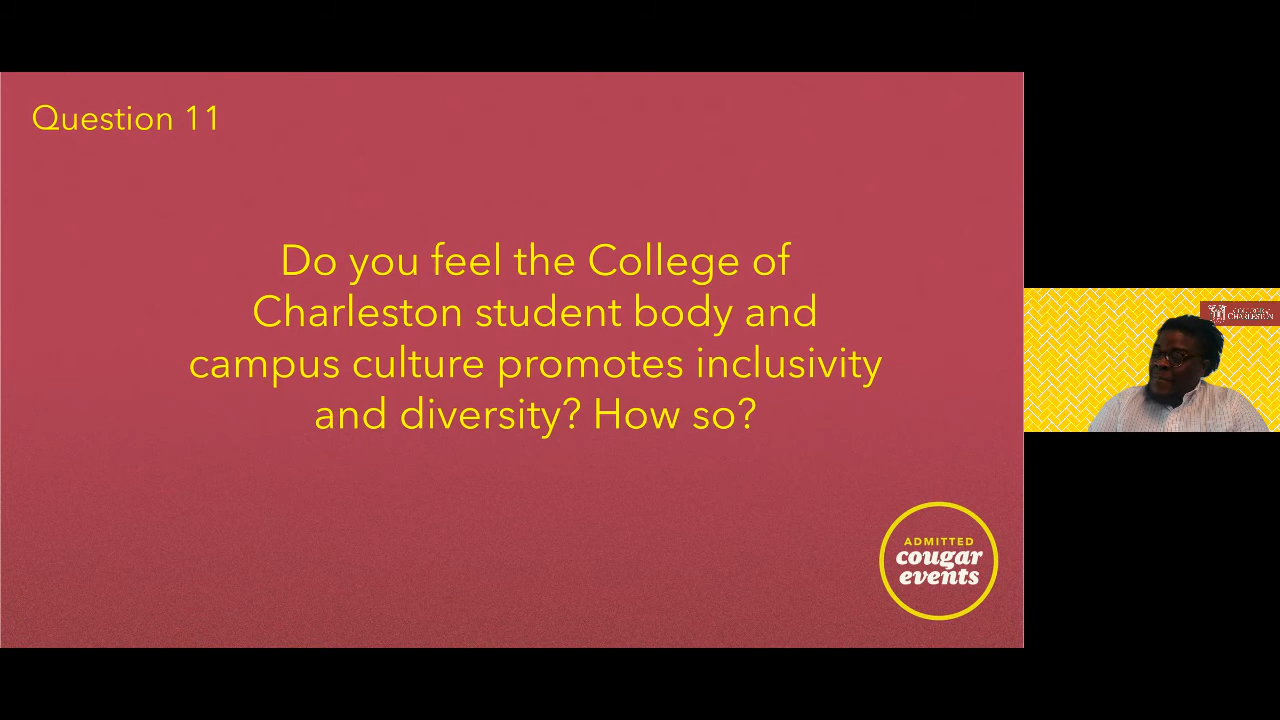 Question 11
Do you feel the College of
Charleston student body and
campus culture promotes inclusivity
and diversity? How so?
ADMITTED
cougar
events
CHARLESTON